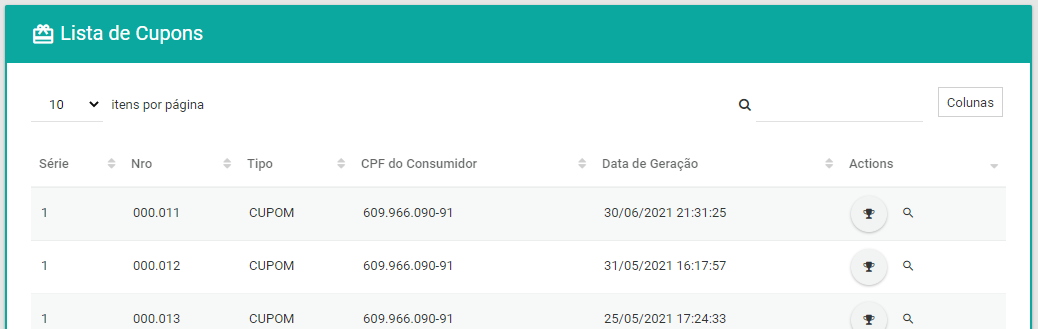 Lista de Cupons
10 itens por página Colunas
Série Nro Tipo CPF do Consumidor Data de Geração Actions
1 000.011 CUPOM 609.966.090-91 30/06/2021 21:31:25
1 000.012 CUPOM 609.966.090-91 31/05/2021 16:17:57
1 000.013 CUPOM 609.966.090-91 25/05/2021 17:24:33